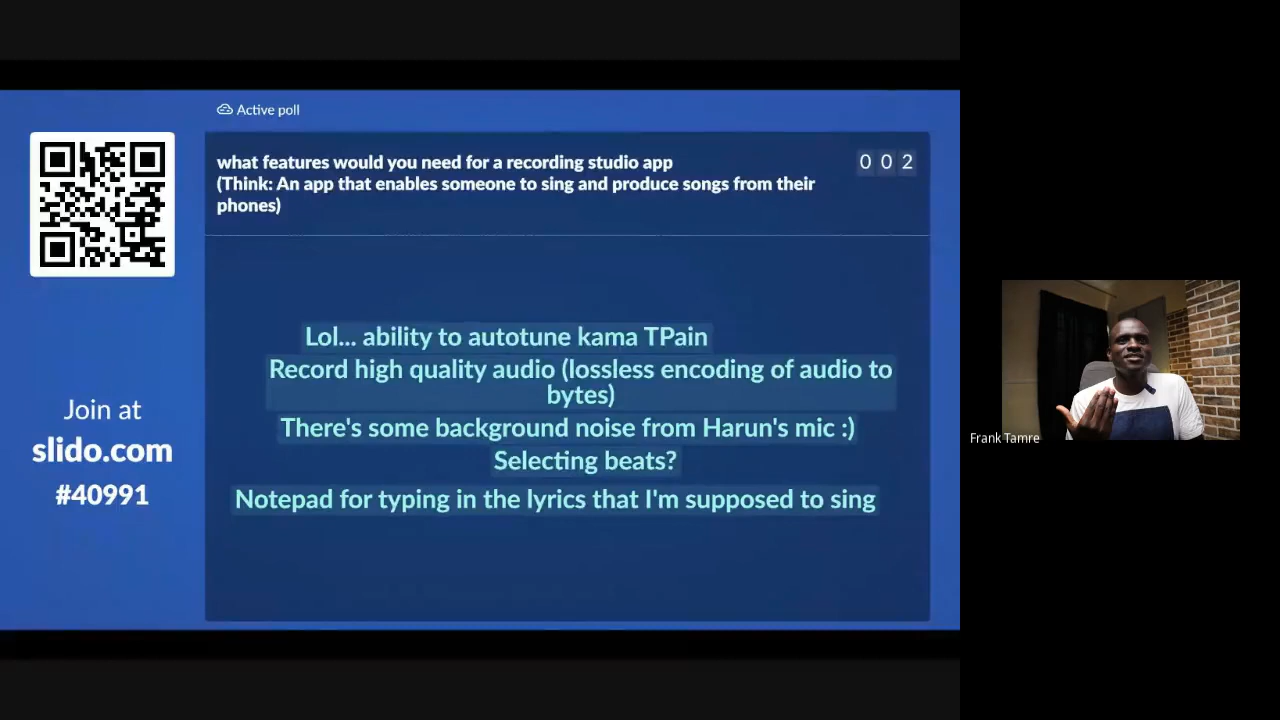 Active poll
what features would you need for a recording studio app
(Think: An app that enables someone to sing and produce songs from their
phones)
0 0 2
Lol... ability to autotune kama TPain
Record high quality audio (lossless encoding of audio to
bytes)
There's some background noise from Harun's mic :)
Selecting beats?
Notepad for typing in the lyrics that I'm supposed to sing
Join at
slido.com
#40991
Frank Tamre